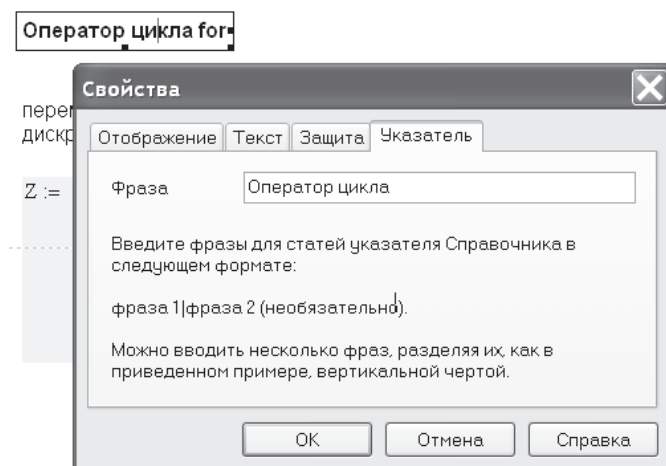 Оператор цикла for
Свойства
перем
дискр
Отображение Текст Защита Указатель
Z :=
Фраза Оператор цикла
Введите фразы для статей указателя Справочника в
следующем формате:
фраза 1|фраза 2 (необязательно).
Можно вводить несколько фраз, разделяя их, как в
приведенном примере, вертикальной чертой.
OK Отмена Справка